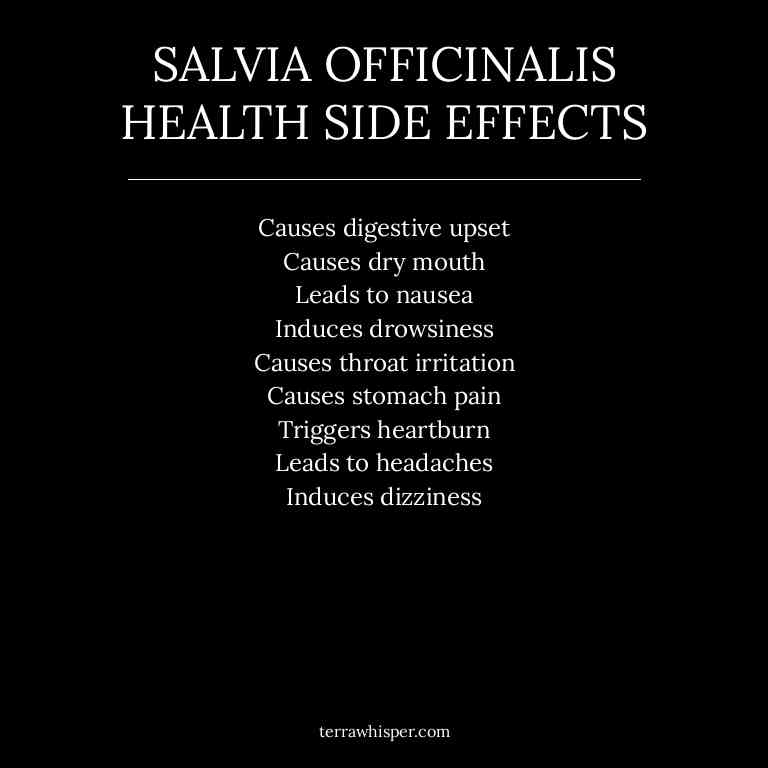 SALVIA OFFICINALIS
HEALTH SIDE EFFECTS
Causes digestive upset
Causes dry mouth
Leads to nausea
Induces drowsiness
Causes throat irritation
Causes stomach pain
Triggers heartburn
Leads to headaches
Induces dizziness
terrawhisper.com